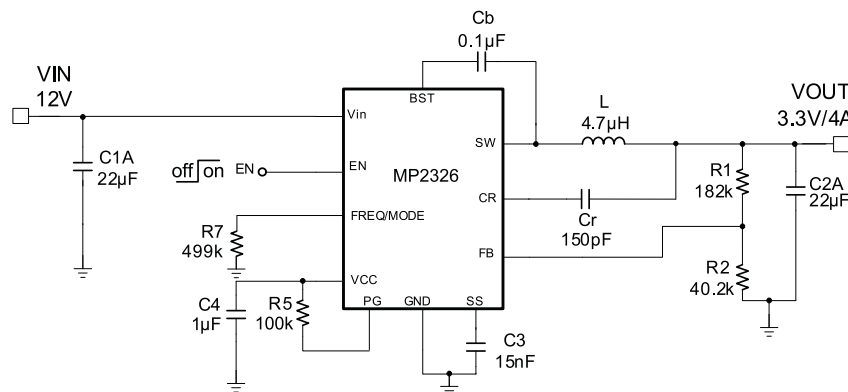 Cb
0.1µF
VIN
12V
BST
Vin
L
4.7µH
VOUT
3.3V/4A
SW
C1A
22µF
off on EN
EN
MP2326
R1
182k
C2A
22µF
CR
Cr
150pF
FREQ/MODE
R7
499k
FB
R2
40.2k
VCC
C4
1µF
R5
100k
PG
GND
SS
C3
15nF